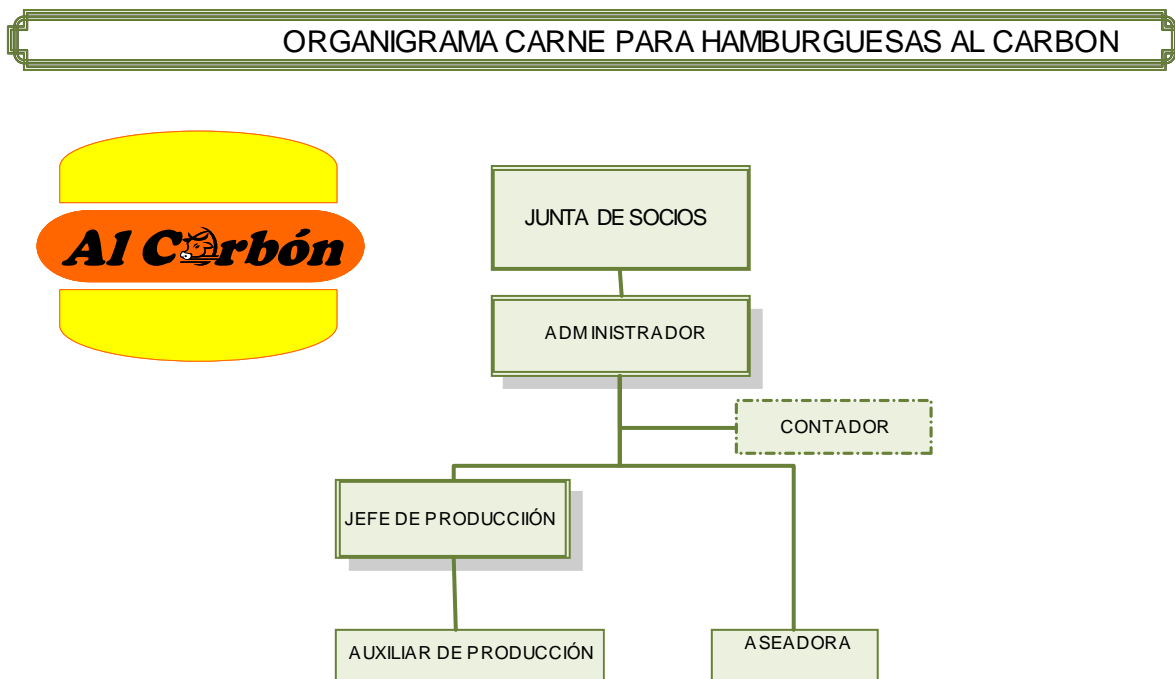 ORGANIGRAMA CARNE PARA HAMBURGUESAS AL CARBON
Al Carbón
JUNTA DE SOCIOS
ADMINISTRADOR
CONTADOR
JEFE DE PRODUCCIIÓN
AUXILIAR DE PRODUCCIÓN
ASEADORA